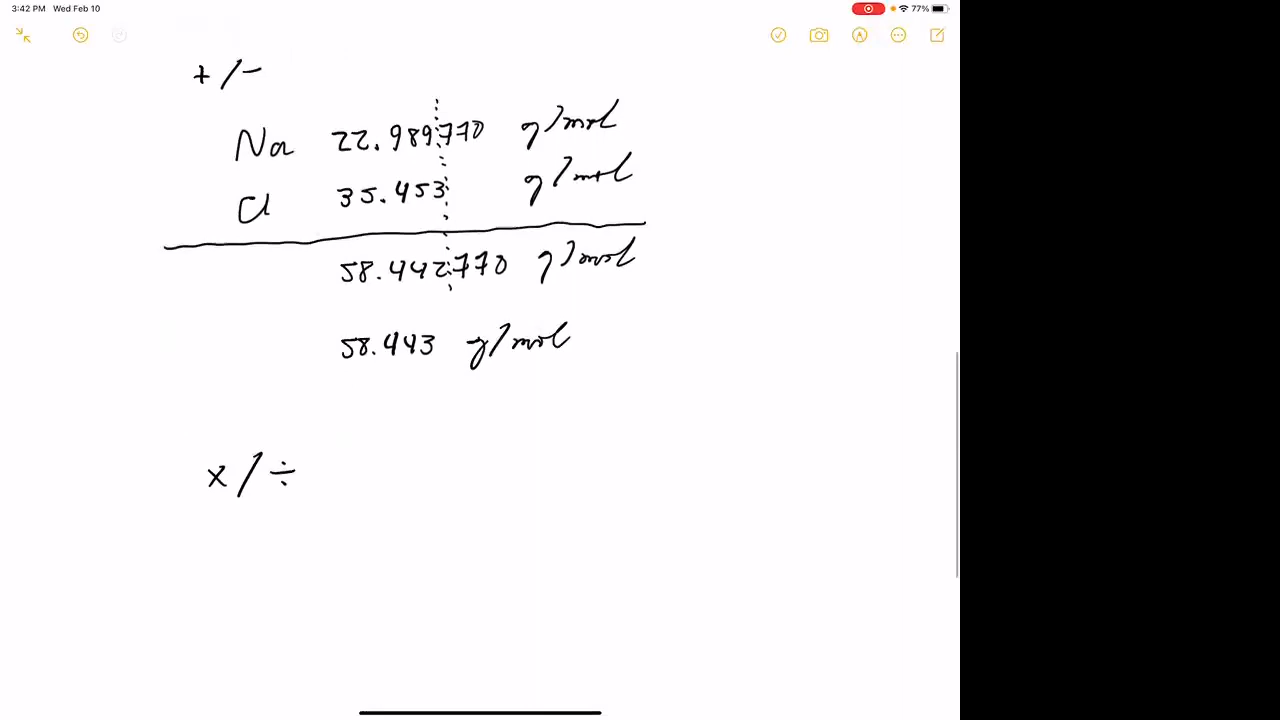 3:42 PM Wed Feb 10 77%
+/-
Na 22.989770 g/mol
Cl 35.453 g/mol
58.442770 g/mol
58.443 g/mol
x/÷